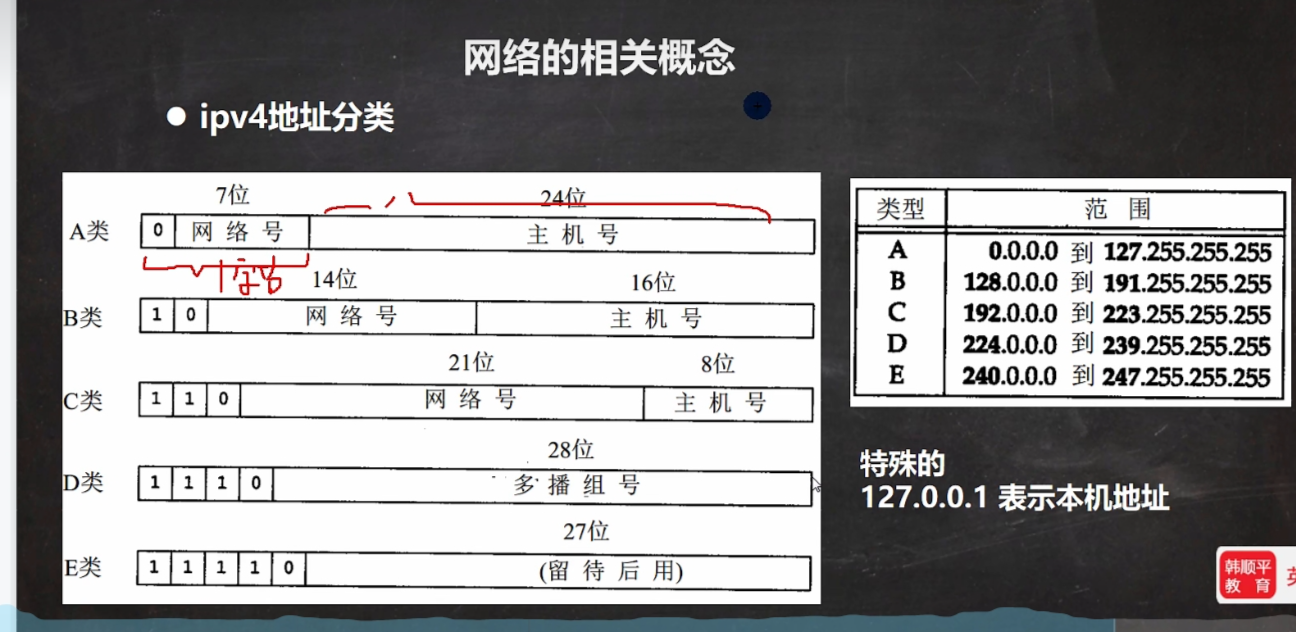 网络的相关概念
● ipv4地址分类
7位 24位
A类 0 网络号 主机号
14位 16位
B类 1 0 网络号 主机号
21位 8位
C类 1 1 0 网络号 主机号
28位
D类 1 1 1 0 多播组号
27位
E类 1 1 1 1 0 (留待后用)
类型 范围
A 0.0.0.0 到 127.255.255.255
B 128.0.0.0 到 191.255.255.255
C 192.0.0.0 到 223.255.255.255
D 224.0.0.0 到 239.255.255.255
E 240.0.0.0 到 247.255.255.255
特殊的
127.0.0.1 表示本机地址
韩顺平
教育